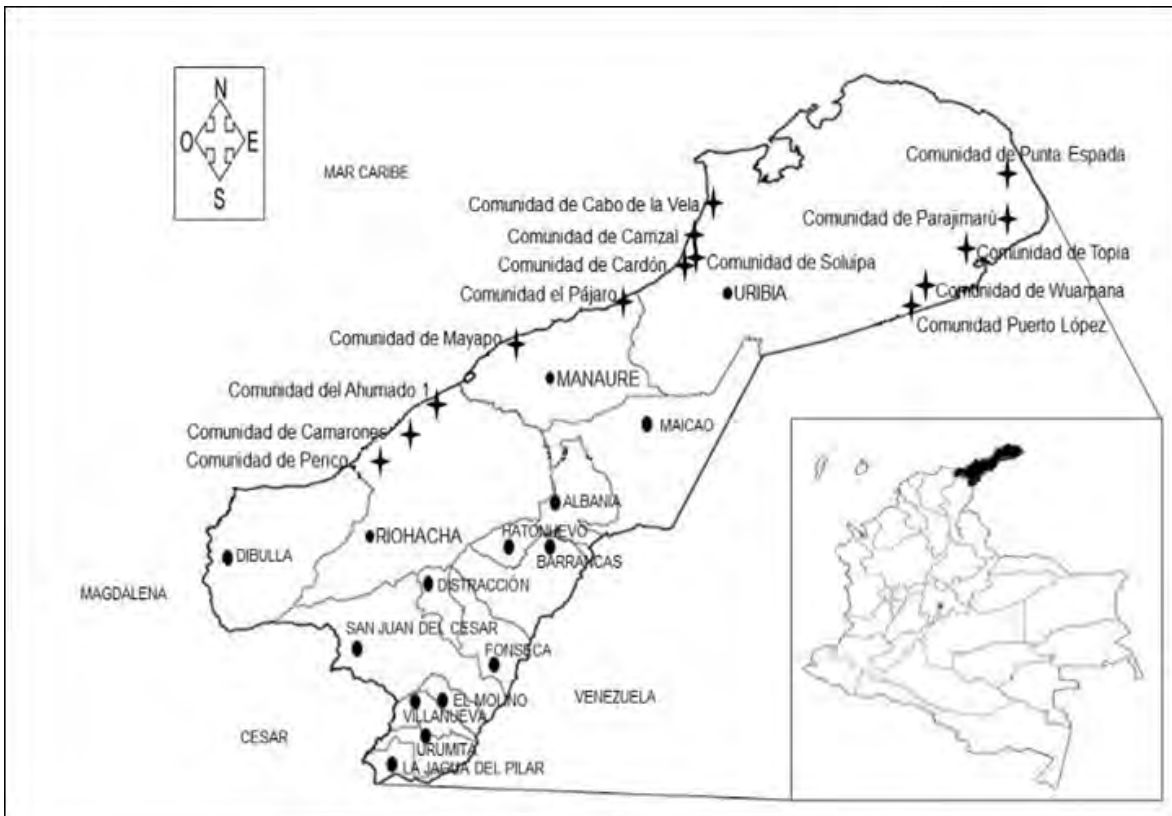 N
O E
S
MAR CARIBE
Comunidad de Punta Espada
Comunidad de Cabo de la Vela
Comunidad de Parajimarù
Comunidad de Carrizal
Comunidad de Topia
Comunidad de Cardón
Comunidad de Soluipa
Comunidad el Pájaro
URIBIA
Comunidad de Wuarpana
Comunidad Puerto López
Comunidad de Mayapo
MANAURE
Comunidad del Ahumado 1
MAICAO
Comunidad de Camarones
Comunidad de Perico
ALBANIA
HATONUEVO
RIOHACHA
BARRANCAS
DIBULLA
DISTRACCIÓN
MAGDALENA
SAN JUAN DEL CESAR
FONSECA
VENEZUELA
EL MOLINO
VILLANUEVA
CESAR
URUMITA
LA JAGUA DEL PILAR